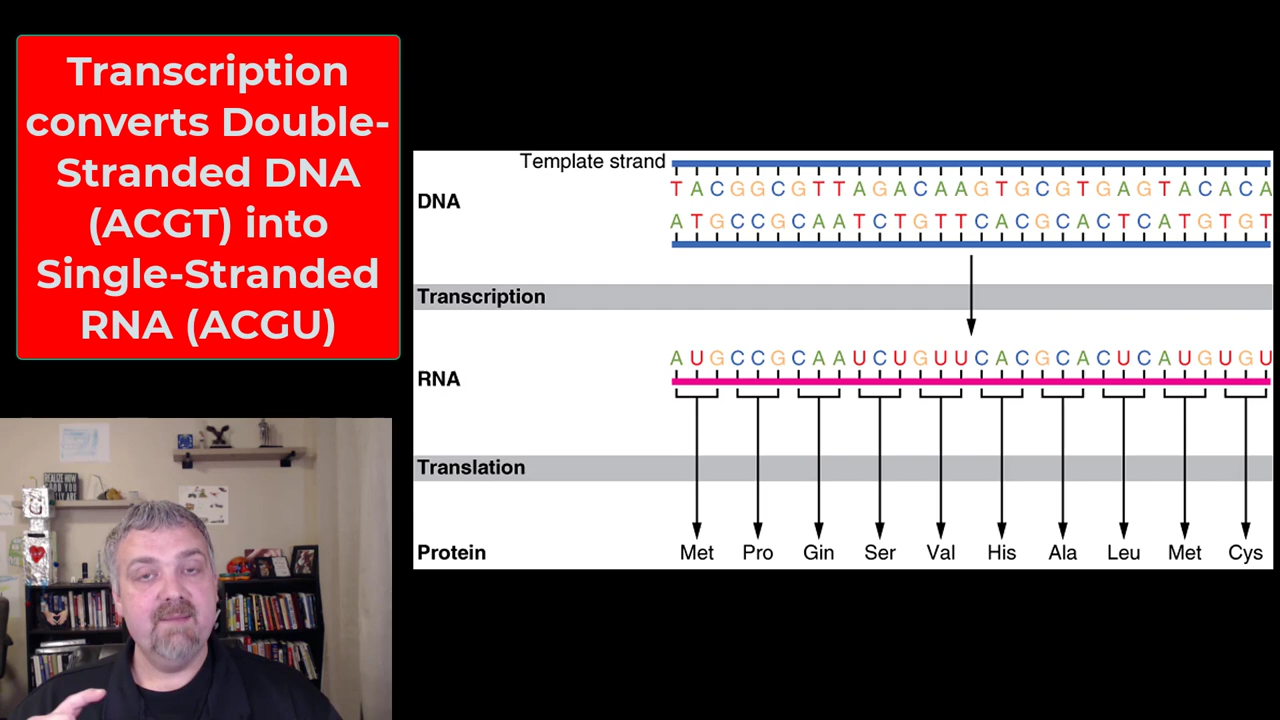 Transcription
converts Double-
Stranded DNA
(ACGT) into
Single-Stranded
RNA (ACGU)
Template strand
DNA
T A C G G C G T T A G A C A A G T G C G T G A G T A C A C A
A T G C C G C A A T C T G T T C A C G C A C T C A T G T G T
Transcription
A U G C C G C A A U C U G U U C A C G C A C U C A U G U G U
RNA
Translation
Protein Met Pro Gin Ser Val His Ala Leu Met Cys